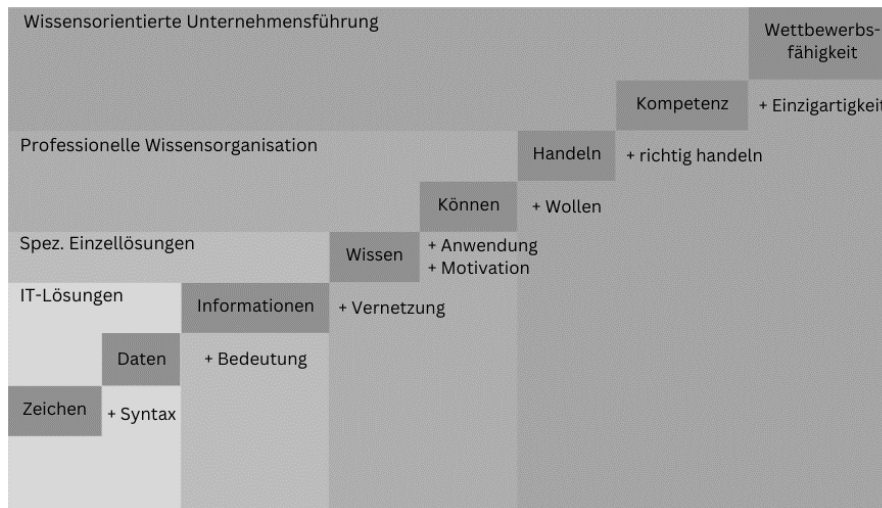 Wissensorientierte Unternehmensführung
Wettbewerbs-
fähigkeit
Kompetenz
+ Einzigartigkeit
Professionelle Wissensorganisation
Handeln
+ richtig handeln
Können
+ Wollen
Spez. Einzellösungen
Wissen
+ Anwendung
+ Motivation
IT-Lösungen
Informationen
+ Vernetzung
Daten
+ Bedeutung
Zeichen
+ Syntax